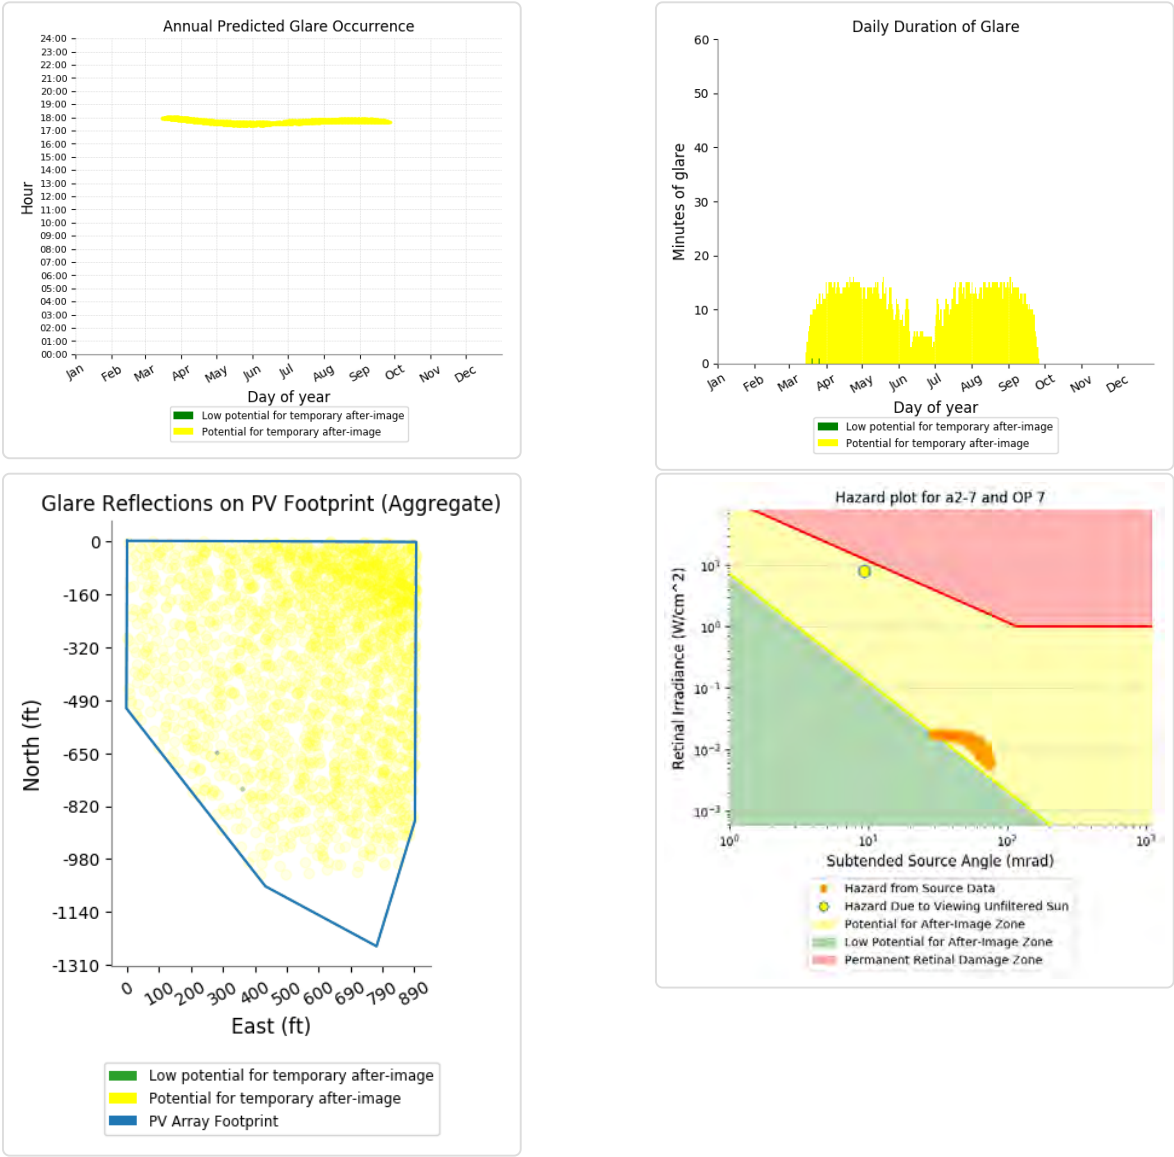 Annual Predicted Glare Occurrence
24:00
23:00
22:00
21:00
20:00
19:00
18:00
17:00
16:00
15:00
14:00
13:00
12:00
11:00
10:00
09:00
08:00
07:00
06:00
05:00
04:00
03:00
02:00
01:00
00:00
Hour
Jan Feb Mar Apr May Jun Jul Aug Sep Oct Nov Dec
Day of year
Low potential for temporary after-image
Potential for temporary after-image
Daily Duration of Glare
60
50
40
30
20
10
0
Minutes of glare
Jan Feb Mar Apr May Jun Jul Aug Sep Oct Nov Dec
Day of year
Low potential for temporary after-image
Potential for temporary after-image
Glare Reflections on PV Footprint (Aggregate)
0
-160
-320
-490
-650
-820
-980
-1140
-1310
North (ft)
0 100 200 300 400 500 600 690 790 890
East (ft)
Low potential for temporary after-image
Potential for temporary after-image
PV Array Footprint
Hazard plot for a2-7 and OP 7
10¹
10⁰
10⁻¹
10⁻²
10⁻³
Retinal Irradiance (W/cm^2)
10⁰ 10¹ 10² 10³
Subtended Source Angle (mrad)
Hazard from Source Data
Hazard Due to Viewing Unfiltered Sun
Potential for After-Image Zone
Low Potential for After-Image Zone
Permanent Retinal Damage Zone